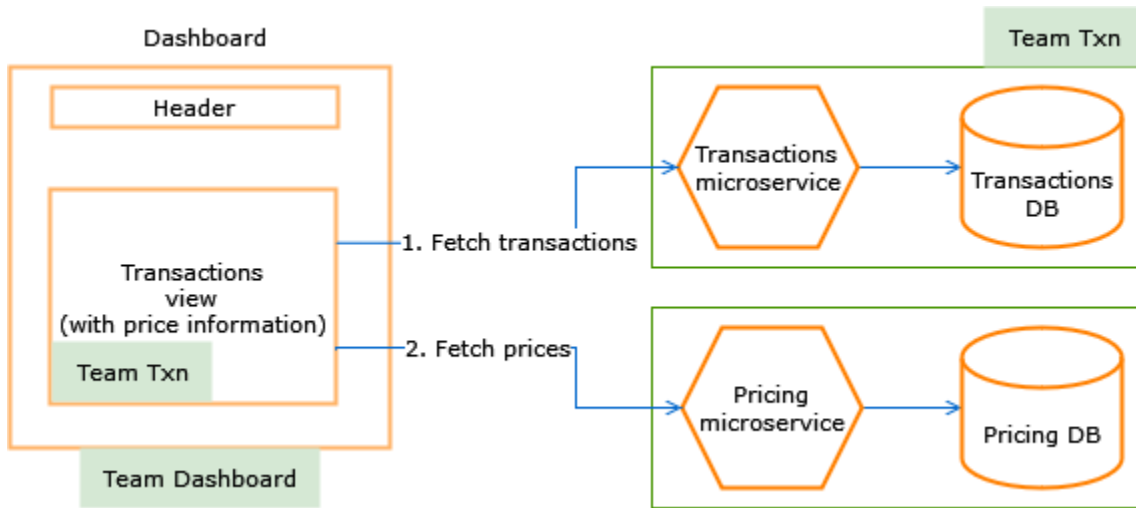 Dashboard
Team Txn
Header
Transactions
microservice
Transactions
DB
1. Fetch transactions
Transactions
view
(with price information)
2. Fetch prices
Team Txn
Pricing
microservice
Pricing DB
Team Dashboard